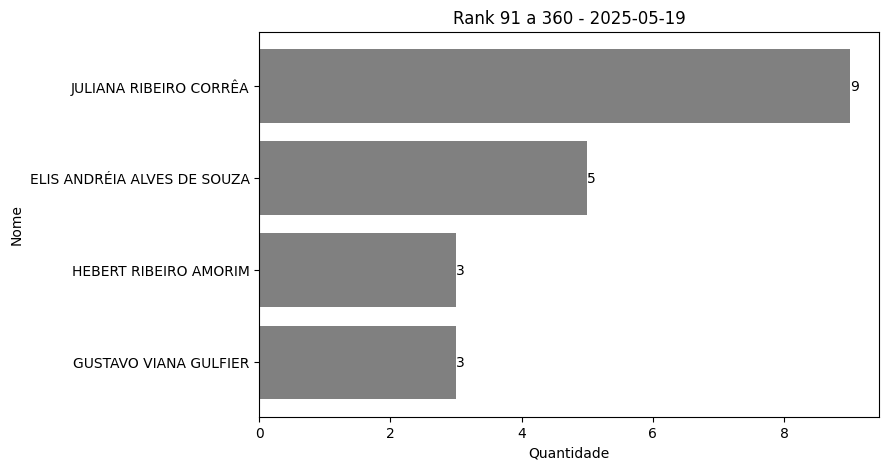 Rank 91 a 360 - 2025-05-19
JULIANA RIBEIRO CORRÊA
9
ELIS ANDRÉIA ALVES DE SOUZA
5
HEBERT RIBEIRO AMORIM
3
GUSTAVO VIANA GULFIER
3
Nome
0 2 4 6 8
Quantidade